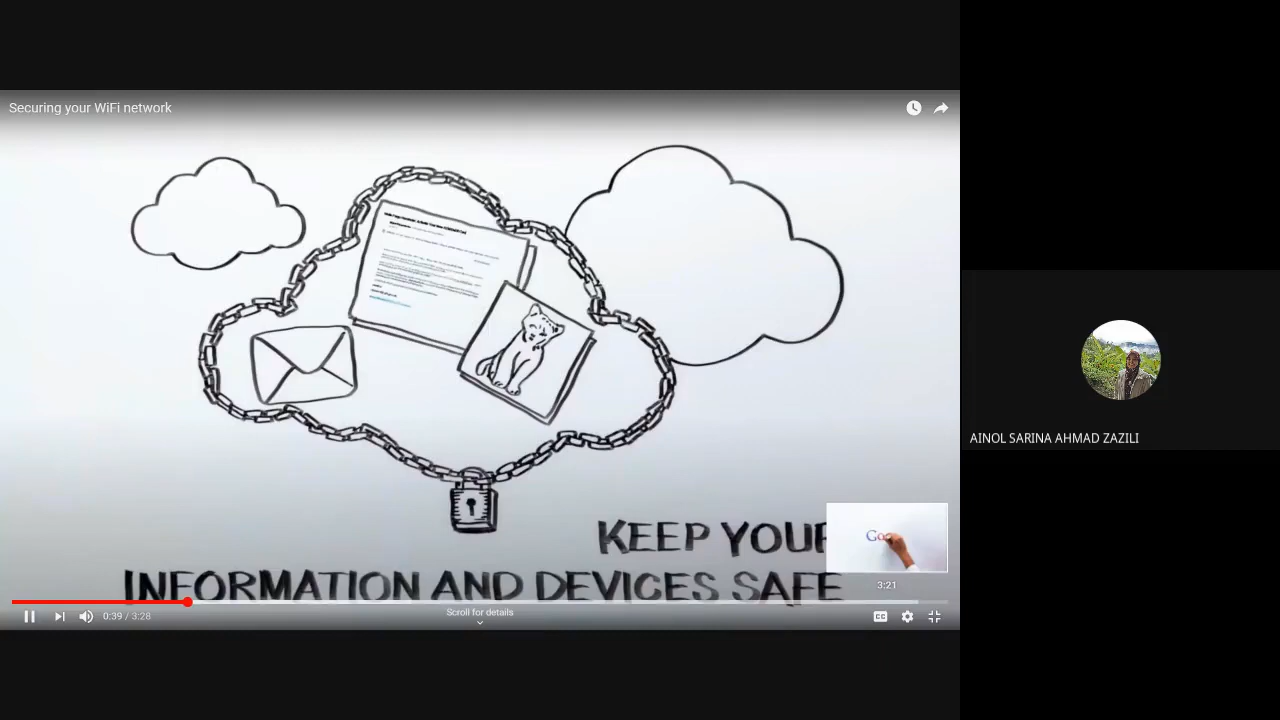 Securing your WiFi network
KEEP YOUR
INFORMATION AND DEVICES SAFE
3:21
0:39 / 3:28
Scroll for details
CC
AINOL SARINA AHMAD ZAZILI